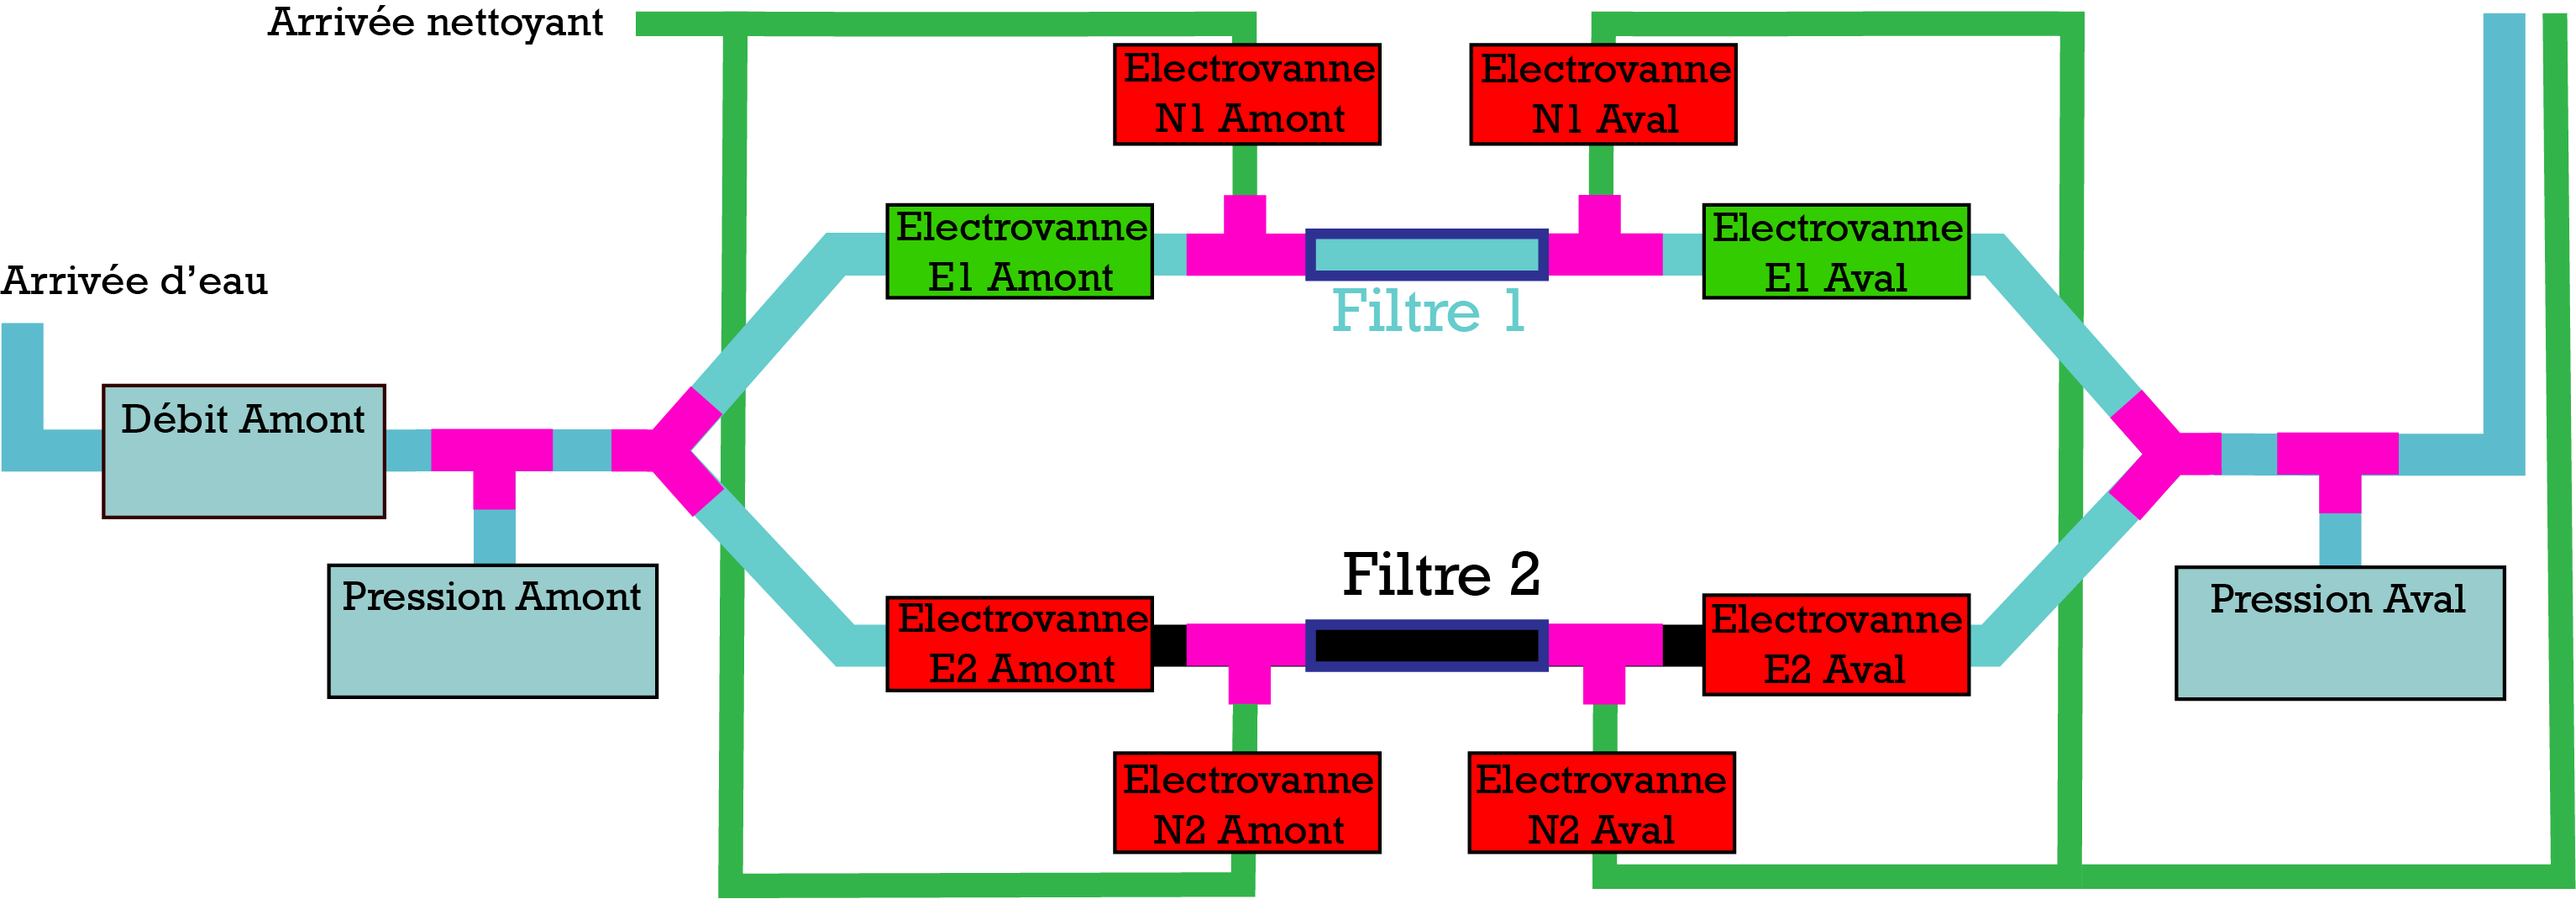 Arrivée nettoyant
Electrovanne
N1 Amont
Electrovanne
N1 Aval
Electrovanne
E1 Amont
Electrovanne
E1 Aval
Arrivée d’eau
Filtre 1
Débit Amont
Pression Amont
Filtre 2
Pression Aval
Electrovanne
E2 Amont
Electrovanne
E2 Aval
Electrovanne
N2 Amont
Electrovanne
N2 Aval